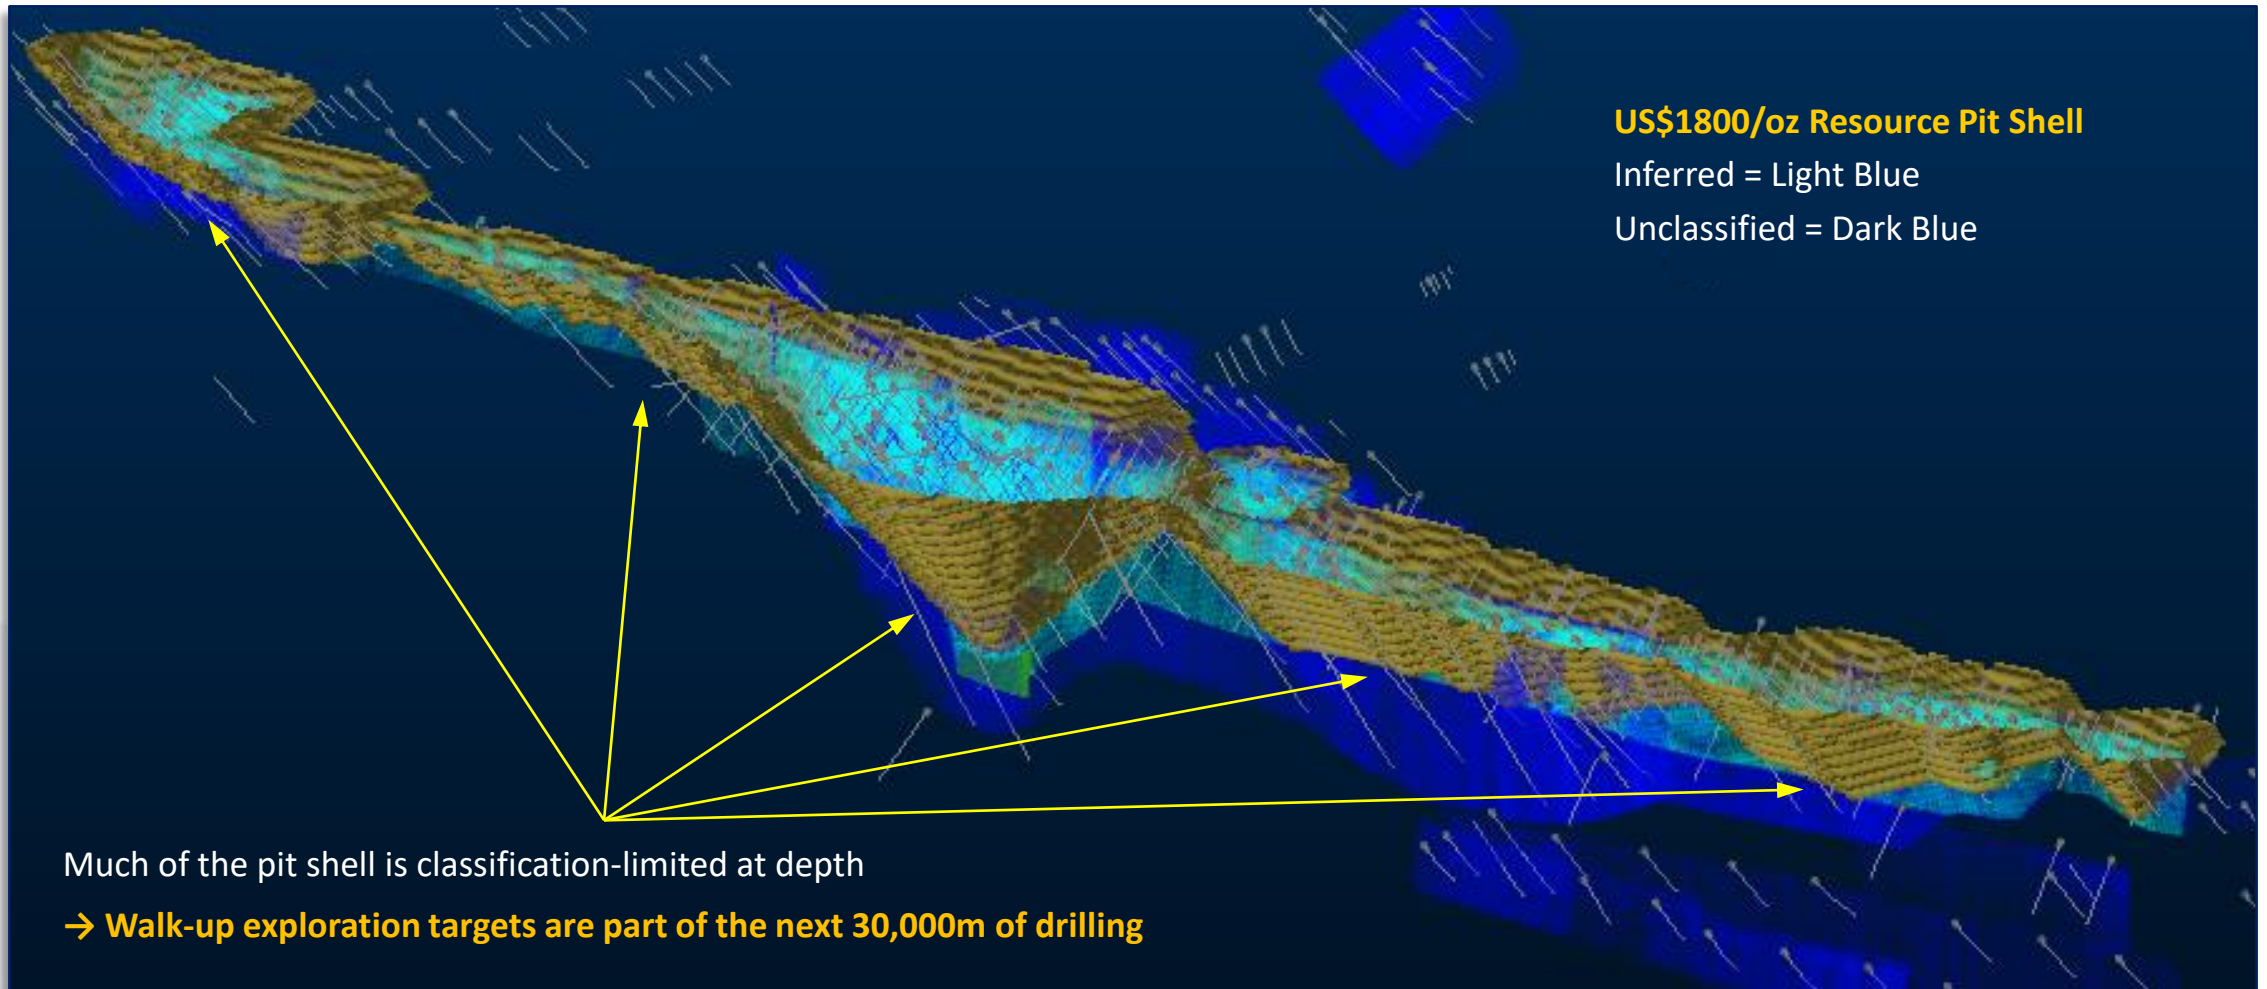 US$1800/oz Resource Pit Shell
Inferred = Light Blue
Unclassified = Dark Blue
Much of the pit shell is classification-limited at depth
→ Walk-up exploration targets are part of the next 30,000m of drilling